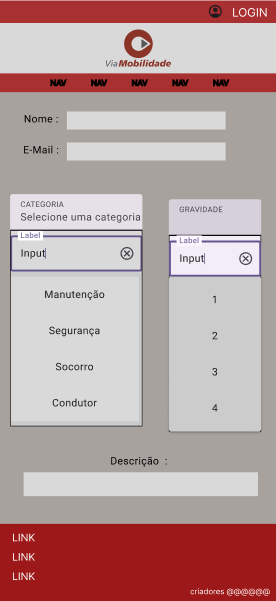 LOGIN
ViaMobilidade
NAV NAV NAV NAV NAV
Nome :
E-Mail :
CATEGORIA
Selecione uma categoria
Label
Input
Manutenção
Segurança
Socorro
Condutor
GRAVIDADE
Label
Input
1
2
3
4
Descrição :
LINK
LINK
LINK
criadores @@@@@@